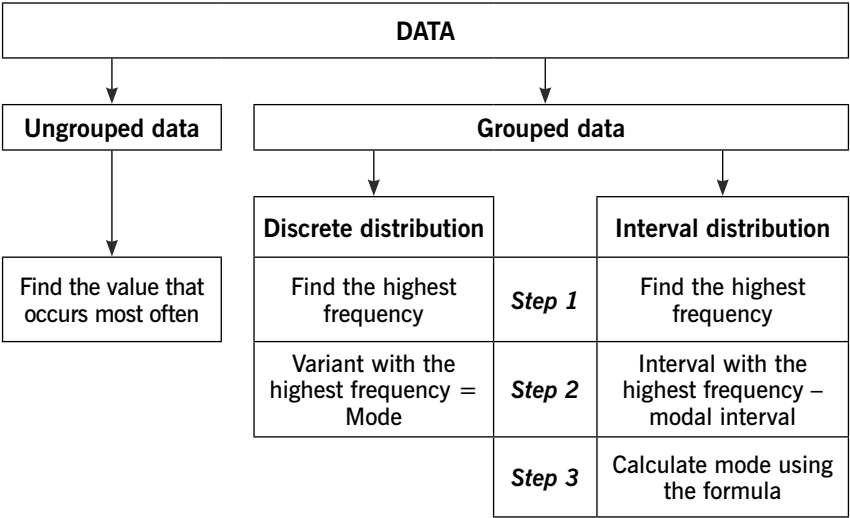 DATA
Ungrouped data
Grouped data
Discrete distribution
Interval distribution
Find the value that
occurs most often
Find the highest
frequency
Step 1
Find the highest
frequency
Variant with the
highest frequency =
Mode
Step 2
Interval with the
highest frequency –
modal interval
Step 3
Calculate mode using
the formula